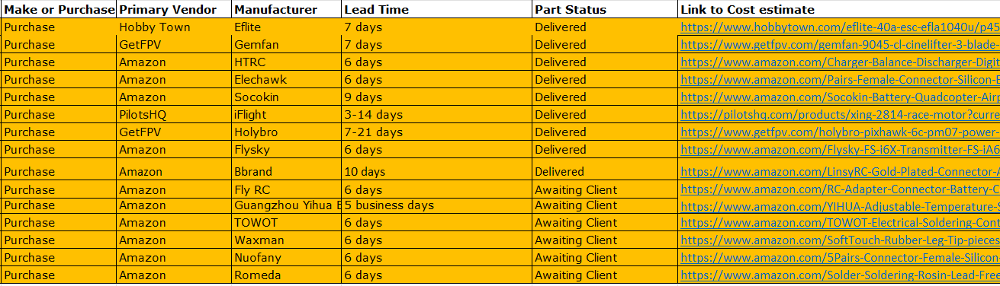 Make or Purchase Primary Vendor Manufacturer Lead Time Part Status Link to Cost estimate
Purchase Hobby Town Eflite 7 days Delivered https://www.hobbytown.com/eflite-40a-esc-efla1040u/p45
Purchase GetFPV Gemfan 7 days Delivered https://www.getfpv.com/gemfan-9045-cl-cinelifter-3-blade-
Purchase Amazon HTRC 6 days Delivered https://www.amazon.com/Charger-Balance-Discharger-Digit
Purchase Amazon Elechawk 6 days Delivered https://www.amazon.com/Pairs-Female-Connector-Silicon-
Purchase Amazon Socokin 9 days Delivered https://www.amazon.com/Socokin-Battery-Quadcopter-Airp
Purchase PilotsHQ iFlight 3-14 days Delivered https://pilotshq.com/products/xing-2814-race-motor?curre
Purchase GetFPV Holybro 7-21 days Delivered https://www.getfpv.com/holybro-pixhawk-6c-pm07-power-
Purchase Amazon Flysky 6 days Delivered https://www.amazon.com/Flysky-FS-i6X-Transmitter-FS-iA6
Purchase Amazon Bbrand 10 days Delivered https://www.amazon.com/LinsyRC-Gold-Plated-Connector-A
Purchase Amazon Fly RC 6 days Awaiting Client https://www.amazon.com/RC-Adapter-Connector-Battery-C
Purchase Amazon Guangzhou Yihua E 5 business days Awaiting Client https://www.amazon.com/YIHUA-Adjustable-Temperature-S
Purchase Amazon TOWOT 6 days Awaiting Client https://www.amazon.com/TOWOT-Electrical-Soldering-Cont
Purchase Amazon Waxman 6 days Awaiting Client https://www.amazon.com/SoftTouch-Rubber-Leg-Tip-pieces
Purchase Amazon Nuofany 6 days Awaiting Client https://www.amazon.com/5Pairs-Connector-Female-Silicon-
Purchase Amazon Romeda 6 days Awaiting Client https://www.amazon.com/Solder-Soldering-Rosin-Lead-Free